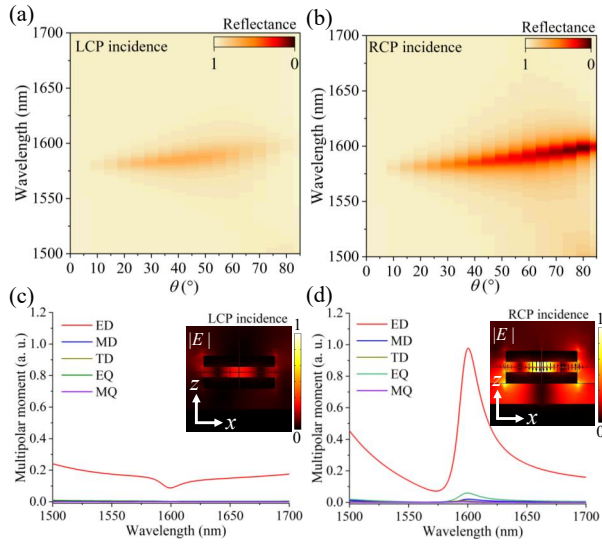 (a)
Reflectance
LCP incidence
1 0
Wavelength (nm)
1700
1600
1590
1500
0 10 20 30 40 50 60 70 80
θ (°)
(b)
Reflectance
RCP incidence
1 0
Wavelength (nm)
1700
1600
1590
1500
0 10 20 30 40 50 60 70 80
θ (°)
(c)
LCP incidence
ED
MD
TD
EQ
MQ
|E|
z
x
1
0
Multipolar moment (a. u.)
1.2
1.0
0.8
0.6
0.4
0.2
0.0
1500 1550 1600 1650 1700
Wavelength (nm)
(d)
RCP incidence
ED
MD
TD
EQ
MQ
|E|
z
x
1
0
Multipolar moment (a. u.)
1.2
1.0
0.8
0.6
0.4
0.2
0.0
1500 1550 1600 1650 1700
Wavelength (nm)